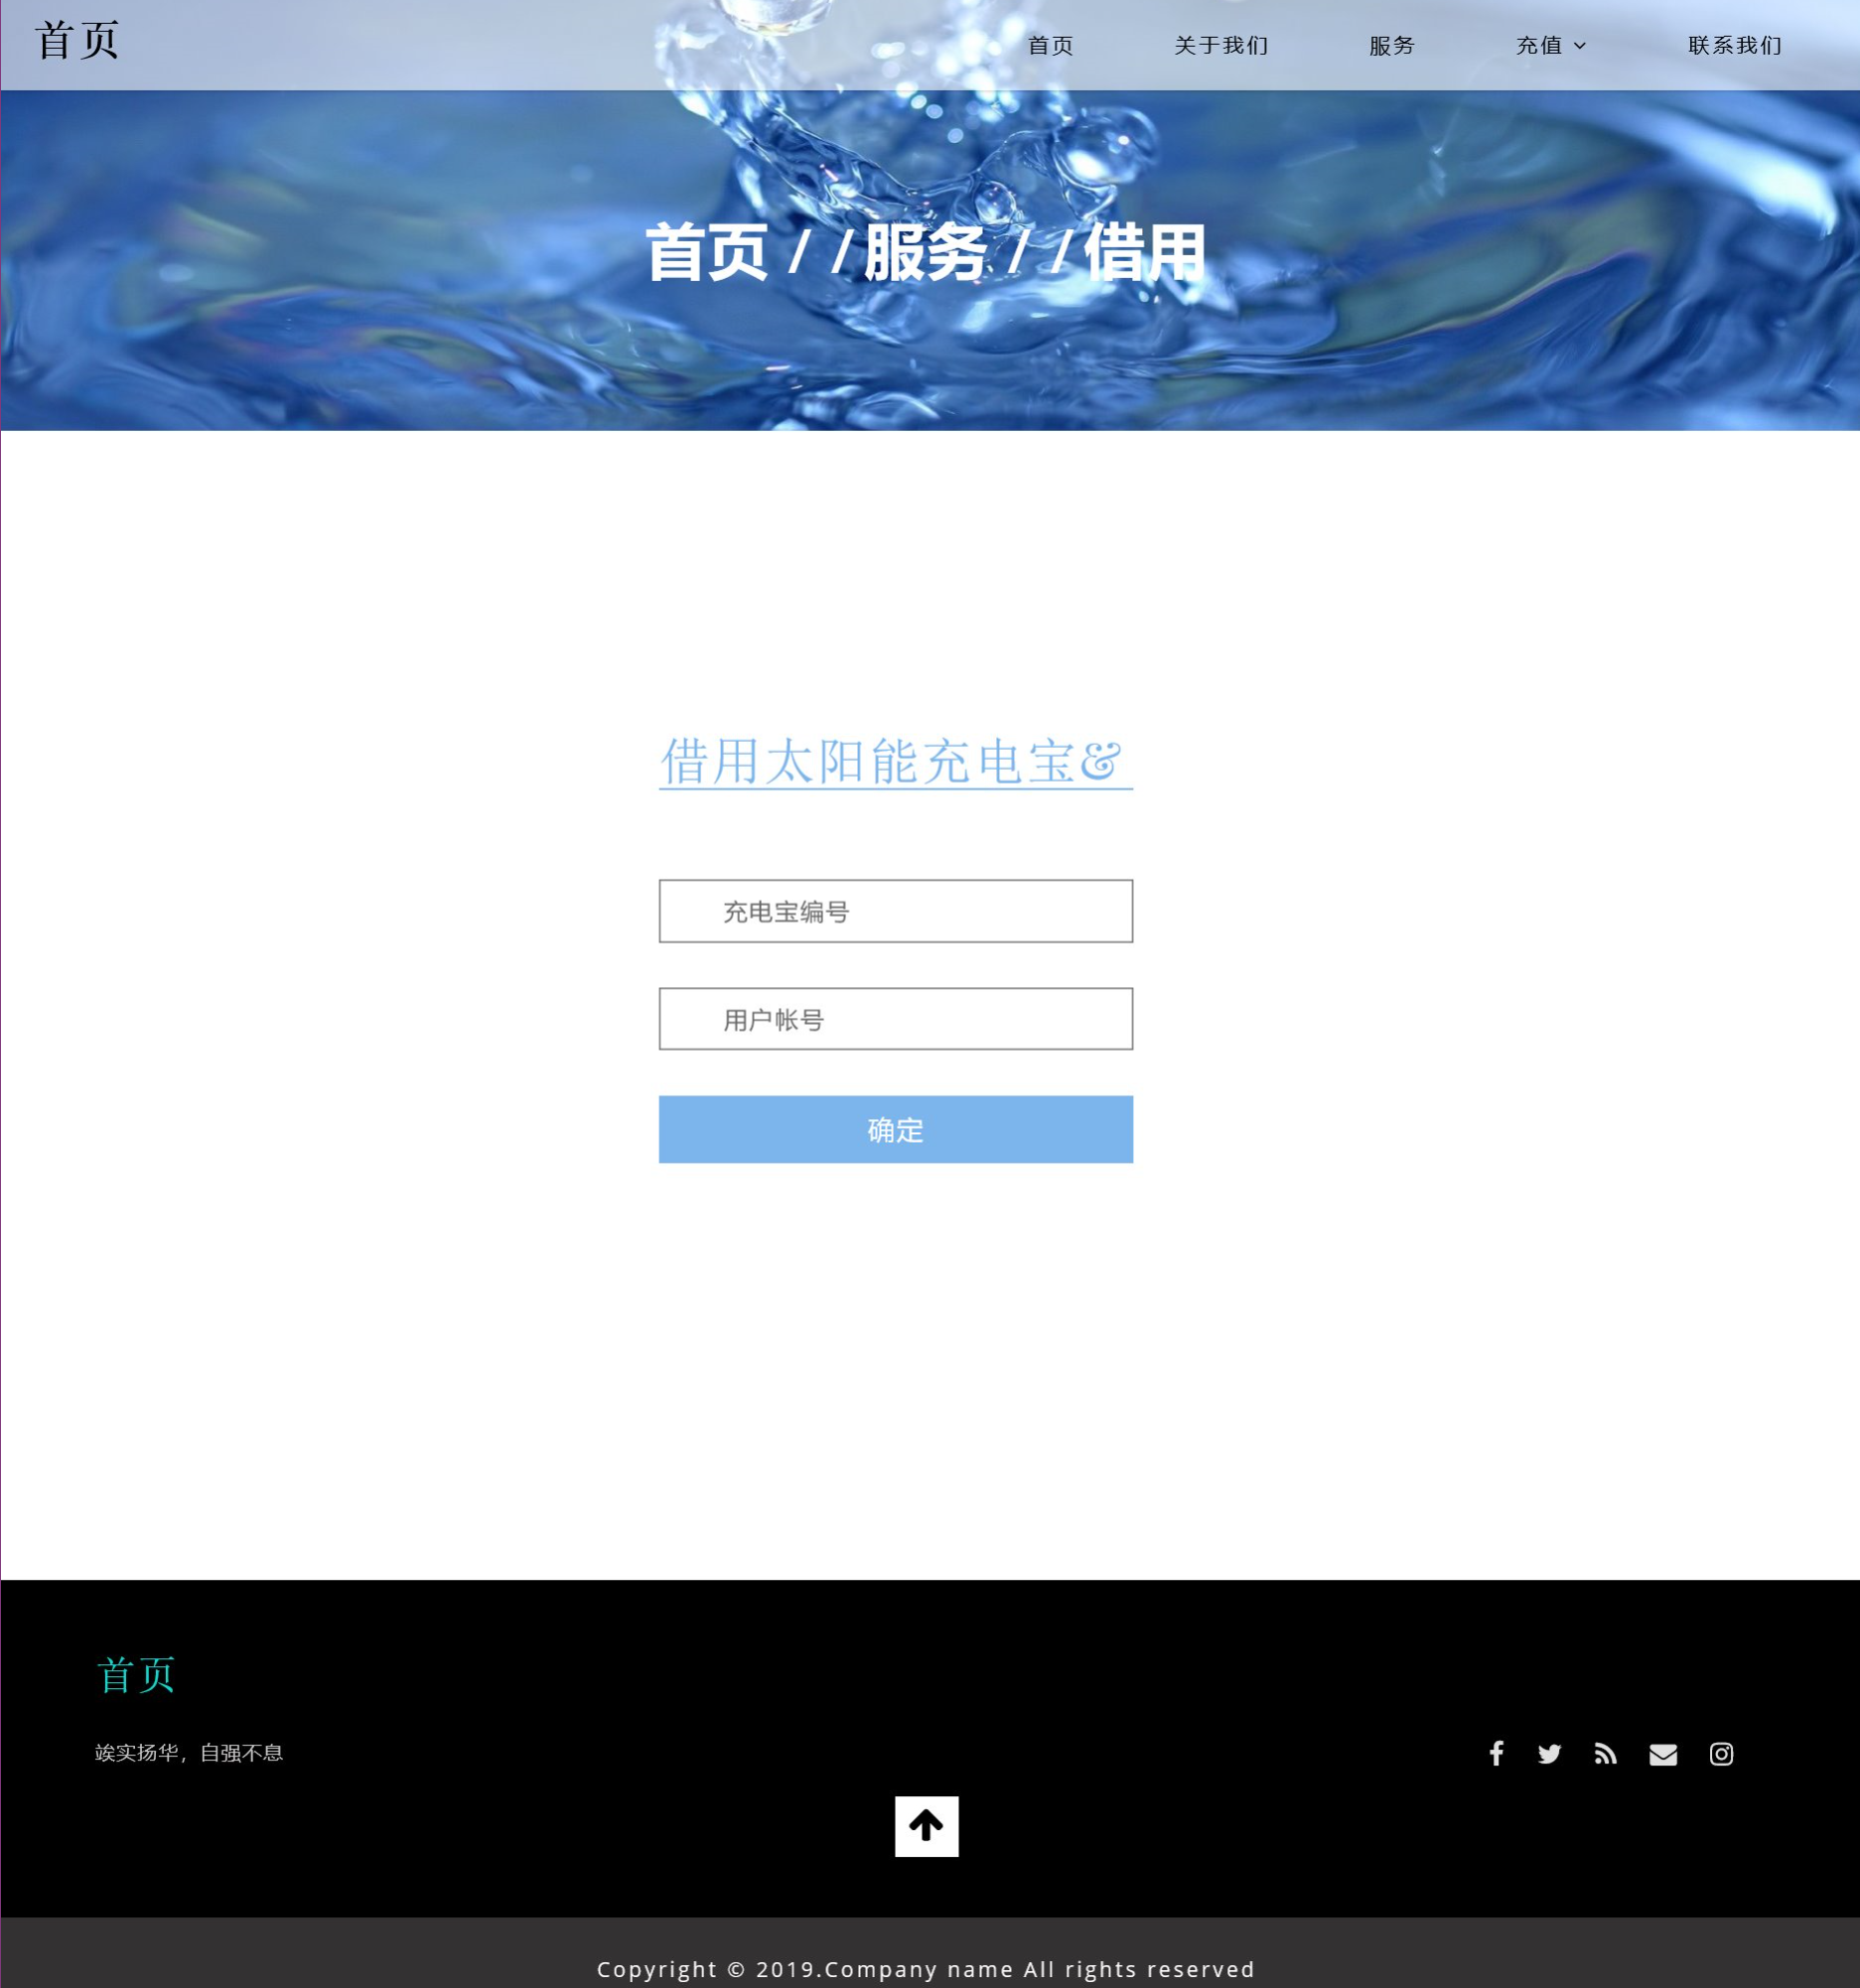 首页
首页 关于我们 服务 充值 联系我们
首页 / / 服务 / / 借用
借用太阳能充电宝&
充电宝编号
用户帐号
确定
首页
竢实扬华，自强不息
Copyright © 2019.Company name All rights reserved